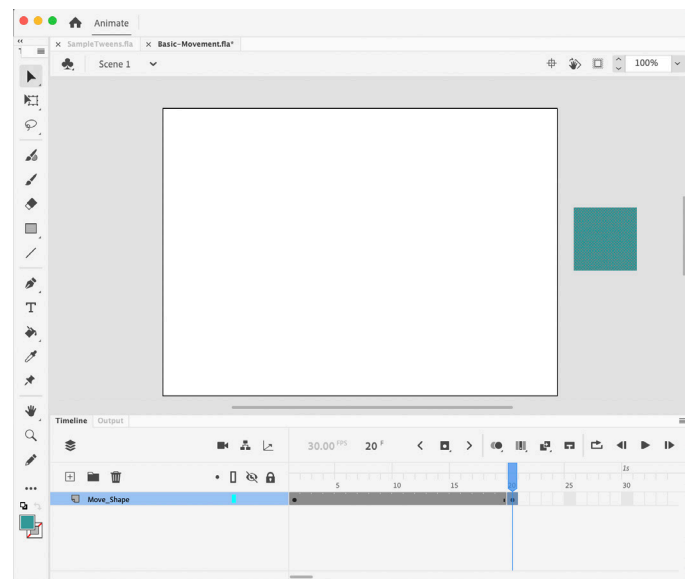 Animate
SampleTweens.fla Basic-Movement.fla*
Scene 1 100%
Timeline Output
30.00 FPS 20 F
1s
5 10 15 20 25 30
Move_Shape